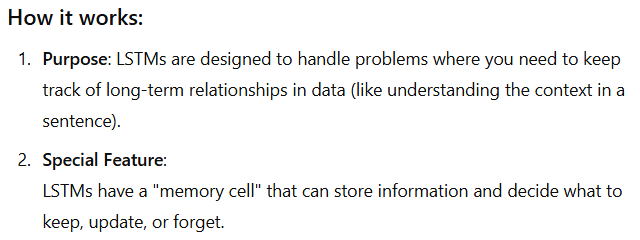 How it works:
1. Purpose: LSTMs are designed to handle problems where you need to keep
track of long-term relationships in data (like understanding the context in a
sentence).
2. Special Feature:
LSTMs have a "memory cell" that can store information and decide what to
keep, update, or forget.